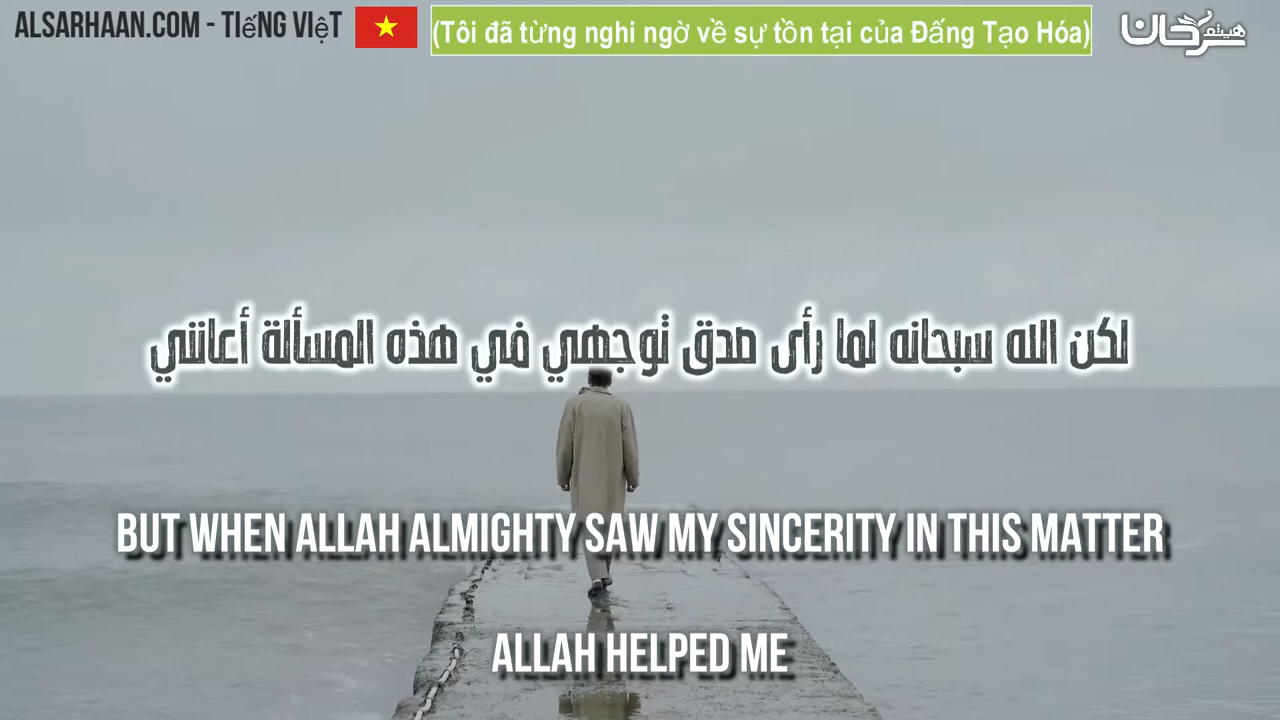 ALSARHAAN.COM - TIẾNG VIỆT
(Tôi đã từng nghi ngờ về sự tồn tại của Đấng Tạo Hóa)
هيثم سرحان
لكن الله سبحانه لما رأى صدق توجهي في هذه المسألة أعانني
BUT WHEN ALLAH ALMIGHTY SAW MY SINCERITY IN THIS MATTER
ALLAH HELPED ME